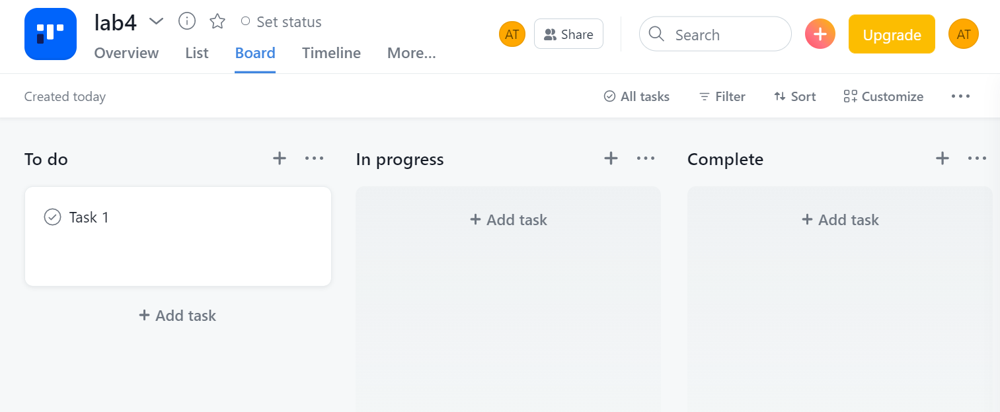 lab4 Set status
Overview List Board Timeline More...
AT Share Search Upgrade AT
Created today All tasks Filter Sort Customize
To do In progress Complete
Task 1
+ Add task
+ Add task
+ Add task